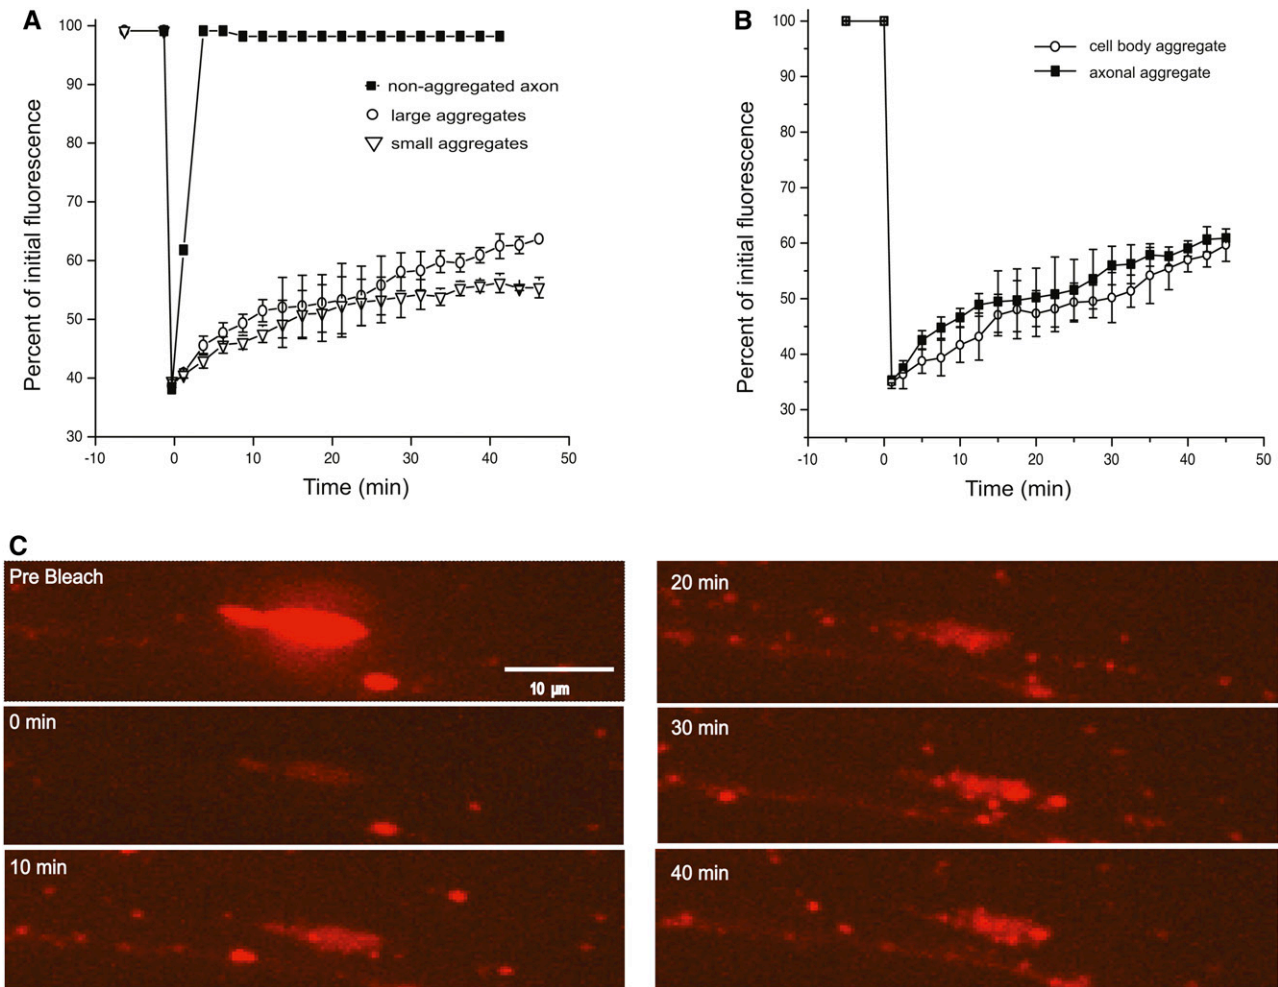 A
100
90
80
70
60
50
40
30
-10
0
10
20
30
40
50
Percent of initial fluorescence
Time (min)
non-aggregated axon
large aggregates
small aggregates
B
100
90
80
70
60
50
40
30
-10
0
10
20
30
40
50
Percent of initial fluorescence
Time (min)
cell body aggregate
axonal aggregate
C
Pre Bleach
10 µm
0 min
10 min
20 min
30 min
40 min